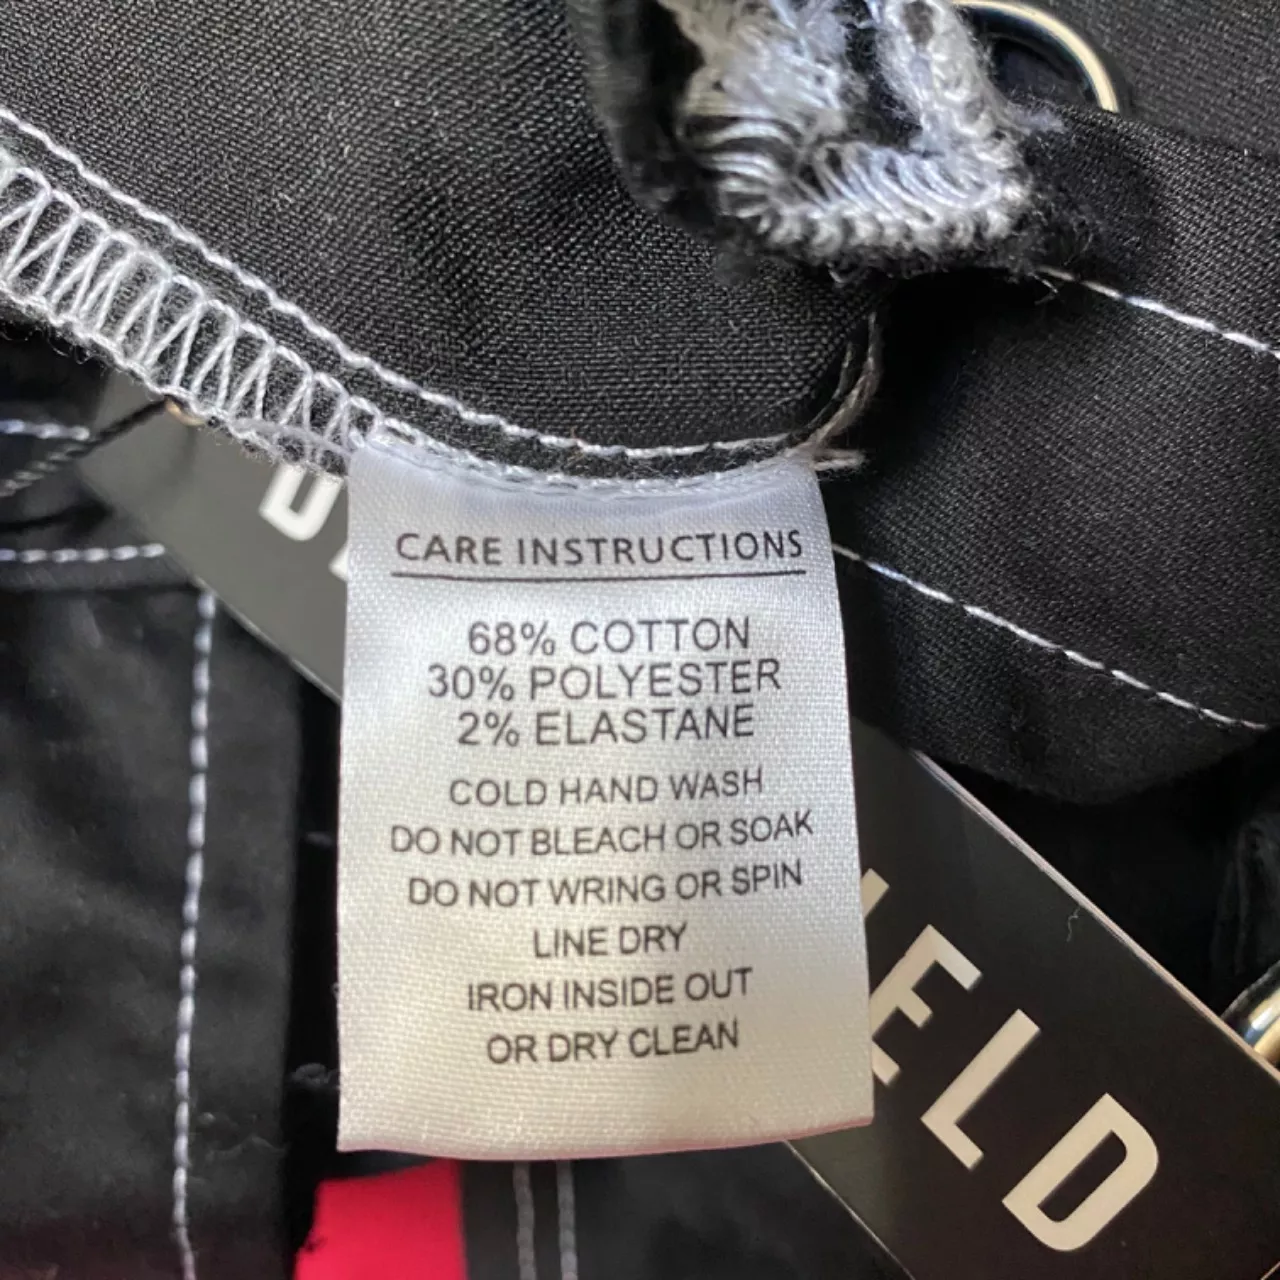 CARE INSTRUCTIONS
68% COTTON
30% POLYESTER
2% ELASTANE
COLD HAND WASH
DO NOT BLEACH OR SOAK
DO NOT WRING OR SPIN
LINE DRY
IRON INSIDE OUT
OR DRY CLEAN